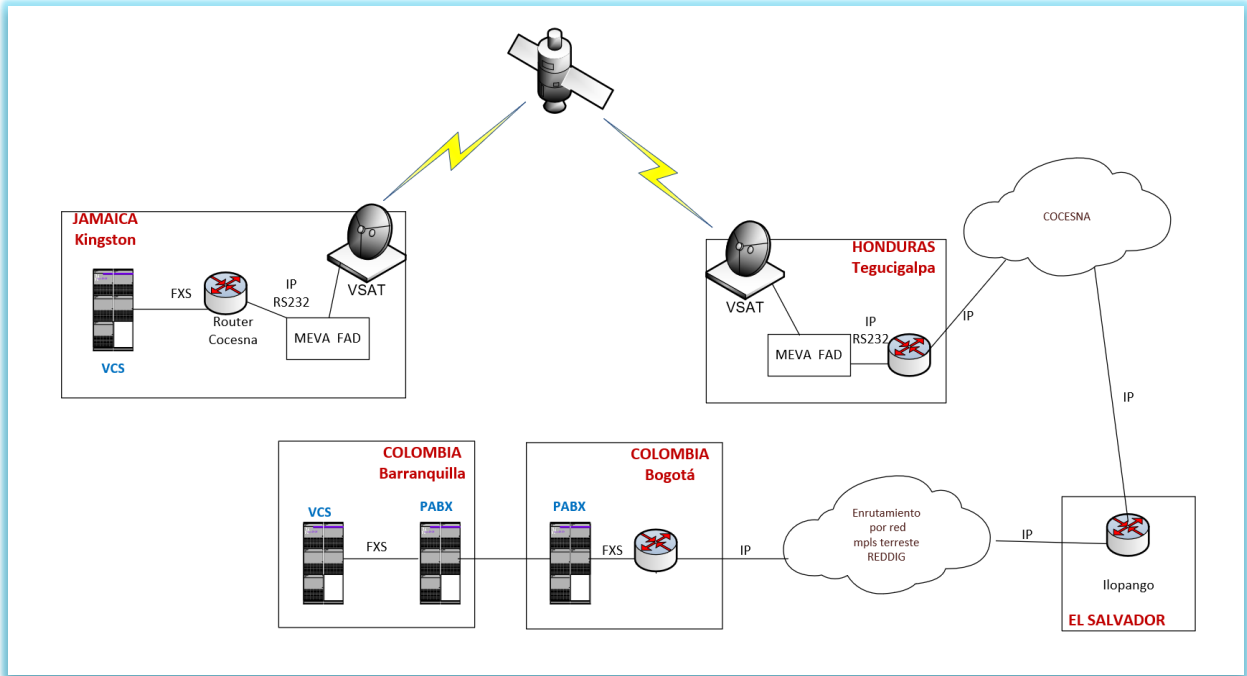 COCESNA
JAMAICA
Kingston
VSAT
FXS
IP
RS232
Router
Cocesna
MEVA FAD
VCS
HONDURAS
Tegucigalpa
VSAT
IP
RS232
MEVA FAD
IP
IP
COLOMBIA
Barranquilla
VCS
PABX
FXS
COLOMBIA
Bogotá
PABX
FXS
IP
Enrutamiento
por red
mpls terreste
REDDIG
IP
Ilopango
EL SALVADOR